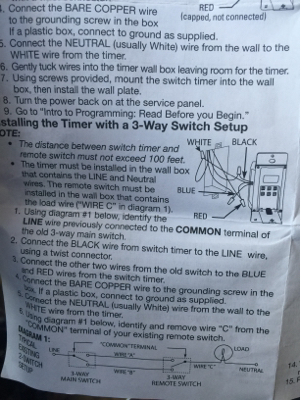 4. Connect the BARE COPPER wire
to the grounding screw in the box
If a plastic box, connect to ground as supplied.
RED
(capped, not connected)
5. Connect the NEUTRAL (usually White) wire from the wall to the
WHITE wire from the timer.
6. Gently tuck wires into the timer wall box leaving room for the timer.
7. Using screws provided, mount the switch timer into the wall
box, then install the wall plate.
8. Turn the power back on at the service panel.
9. Go to "Intro to Programming: Read Before you Begin."
stalling the Timer with a 3-Way Switch Setup
OTE:
• The distance between switch timer and
remote switch must not exceed 100 feet.
• The timer must be installed in the wall box
that contains the LINE and Neutral
wires. The remote switch must be
installed in the wall box that contains
the load wire ("WIRE C" in diagram 1).
WHITE
BLACK
BLUE
RED
1. Using diagram #1 below, identify the
LINE wire previously connected to the COMMON terminal of
the old 3-way main switch.
2. Connect the BLACK wire from switch timer to the LINE wire,
using a twist connector.
3. Connect the other two wires from the old switch to the BLUE
and RED wires from the switch timer.
4. Connect the BARE COPPER wire to the grounding screw in the
box. If a plastic box, connect to ground as supplied.
5. Connect the NEUTRAL (usually White) wire from the wall to the
WHITE wire from the timer.
6. Using diagram #1 below, identify and remove wire "C" from the
"COMMON" terminal of your existing remote switch.
DIAGRAM 1:
TYPICAL
EXISTING
3-SWITCH
SETUP
LINE
"COMMON" TERMINAL
WIRE "A"
WIRE "B"
WIRE "C"
LOAD
NEUTRAL
3-WAY
MAIN SWITCH
3-WAY
REMOTE SWITCH
14.
15.